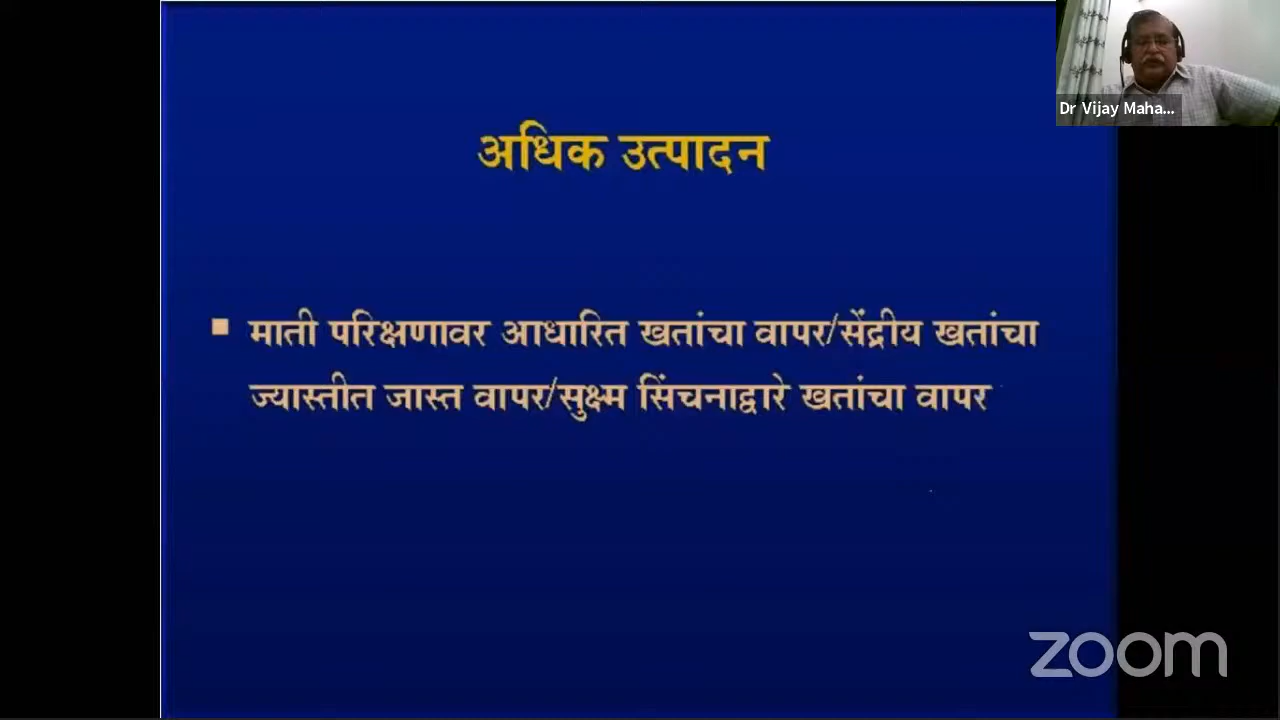 Dr Vijay Maha...
अधिक उत्पादन
▪ माती परिक्षणावर आधारित खतांचा वापर/सेंद्रीय खतांचा
ज्यास्तीत जास्त वापर/सुक्ष्म सिंचनाद्वारे खतांचा वापर
zoom